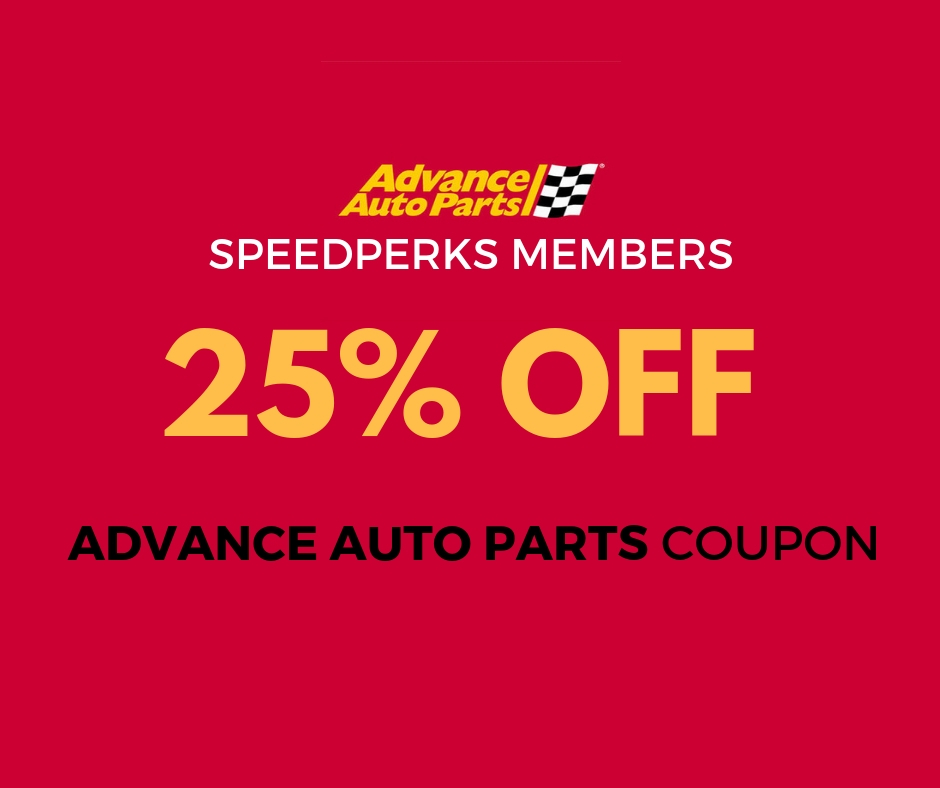 Advance
Auto Parts
SPEEDPERKS MEMBERS
25% OFF
ADVANCE AUTO PARTS COUPON